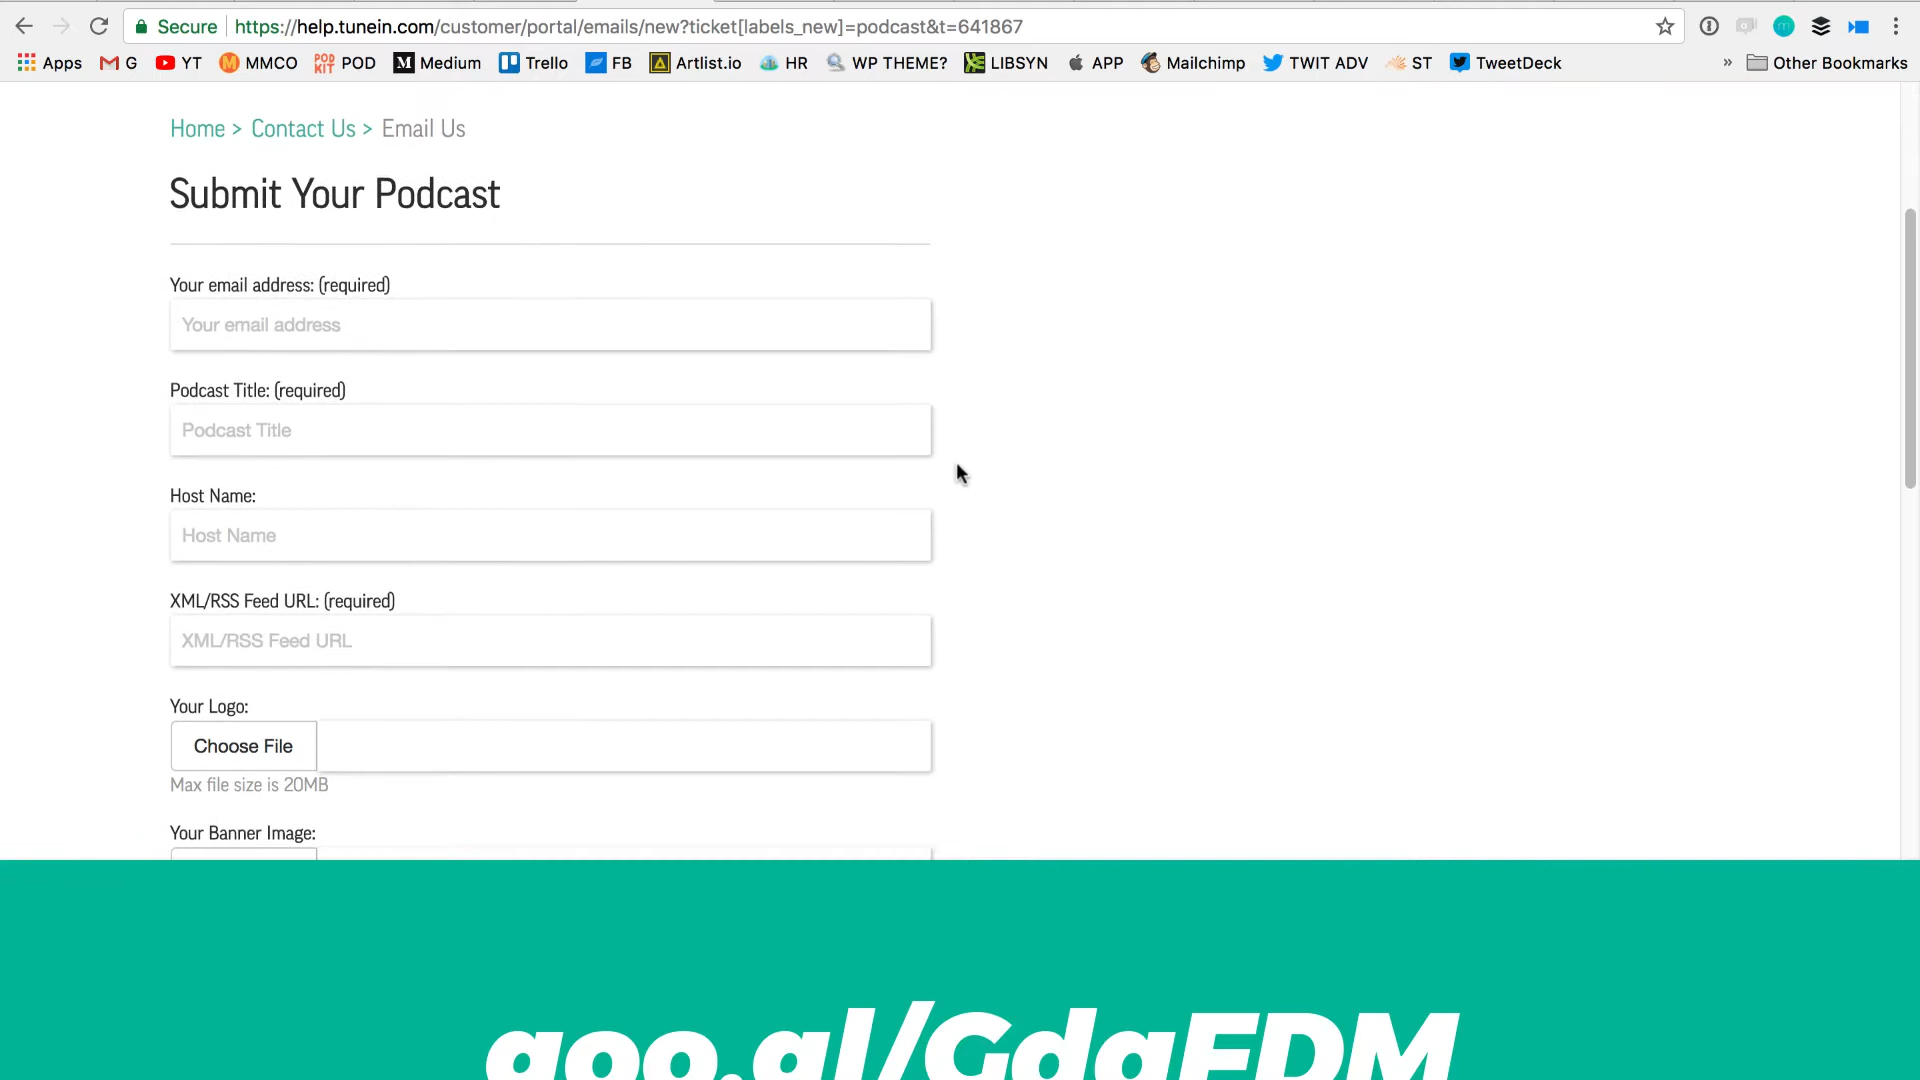 Secure https://help.tunein.com/customer/portal/emails/new?ticket[labels_new]=podcast&t=641867
Apps G YT MMCO POD KIT POD Medium Trello FB Artlist.io HR WP THEME? LIBSYN APP Mailchimp TWIT ADV ST TweetDeck » Other Bookmarks
Home > Contact Us > Email Us
Submit Your Podcast
Your email address: (required)
Your email address
Podcast Title: (required)
Podcast Title
Host Name:
Host Name
XML/RSS Feed URL: (required)
XML/RSS Feed URL
Your Logo:
Choose File
Max file size is 20MB
Your Banner Image: